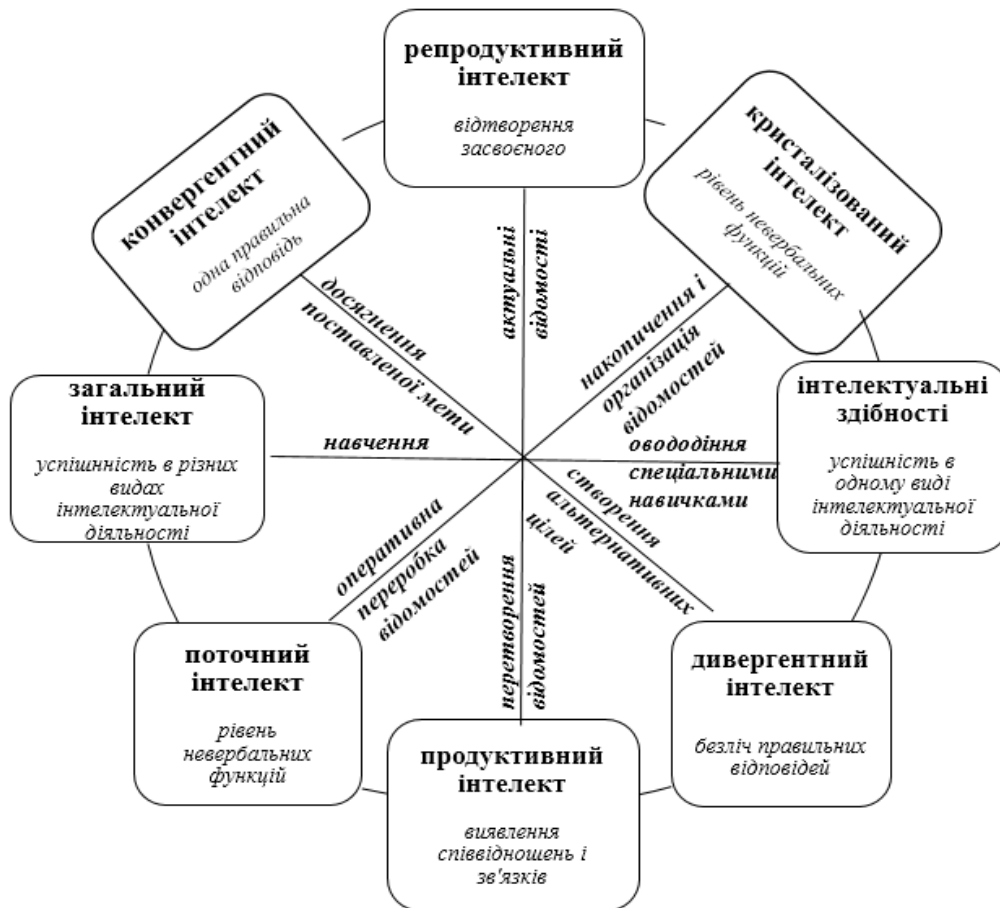 репродуктивний
інтелект
відтворення
засвоєного
кристалізований
інтелект
рівень невербальних
функцій
інтелектуальні
здібності
успішність в
одному виді
інтелектуальної
діяльності
дивергентний
інтелект
безліч правильних
відповідей
продуктивний
інтелект
виявлення
співвідношень і
зв'язків
поточний
інтелект
рівень
невербальних
функцій
загальний
інтелект
успішнність в різних
видах
інтелектуальної
діяльності
конвергентний
інтелект
одна правильна
відповідь
актуальні
відомості
накопичення і
організація
відомостей
овододіння
спеціальними
навичками
створення
альтернативних
цілей
перетворення
відомостей
оперативна
переробка
відомостей
навчення
досягнення
поставленої мети